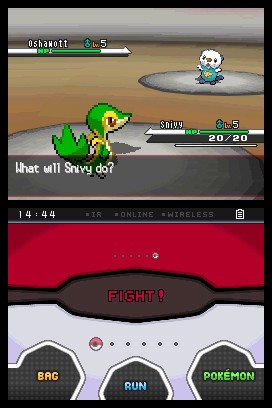 Oshawott ♂ Lv.5
HP
Snivy ♂ Lv.5
HP
20/20
What will Snivy do?
14:44 IR ONLINE WIRELESS
FIGHT!
BAG
RUN
POKÉMON